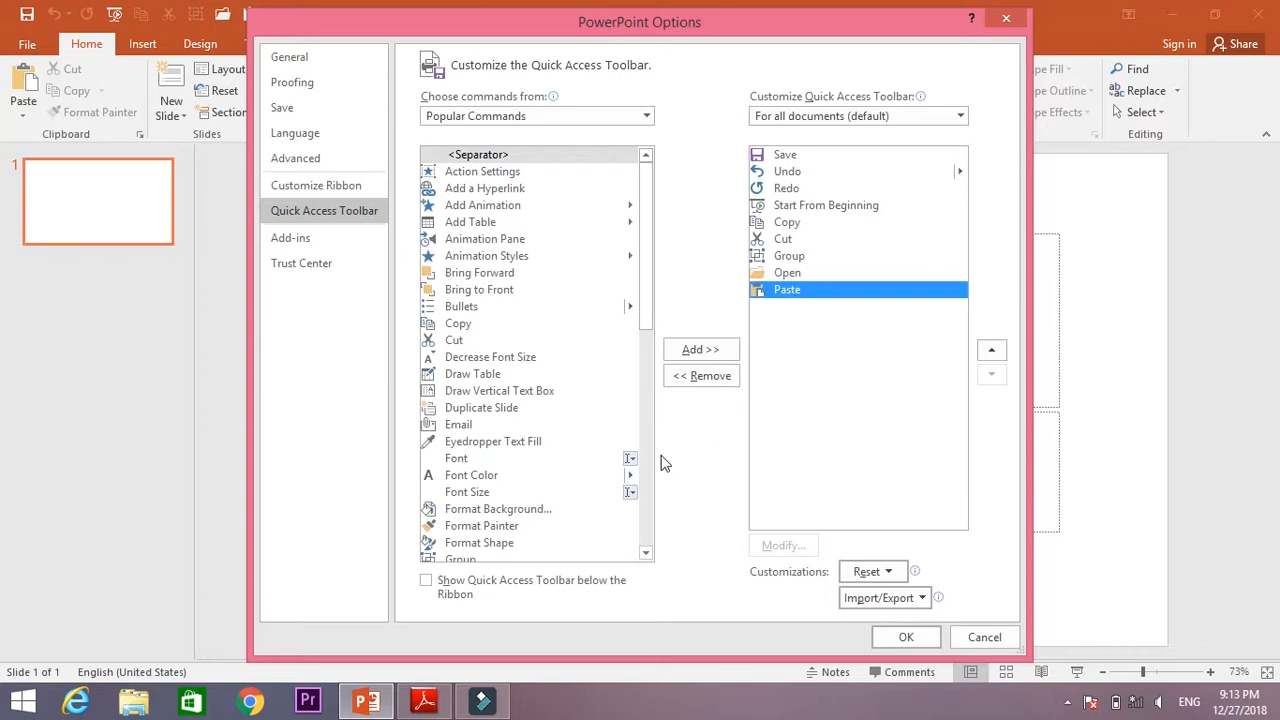 PowerPoint Options
?
File
Home
Insert
Design
Sign in
Share
Paste
Cut
Copy
Format Painter
Clipboard
New
Slide
Layout
Reset
Section
Slides
Find
Replace
Select
Editing
General
Proofing
Save
Language
Advanced
Customize Ribbon
Quick Access Toolbar
Add-ins
Trust Center
Customize the Quick Access Toolbar.
Choose commands from:
Popular Commands
<Separator>
Action Settings
Add a Hyperlink
Add Animation
Add Table
Animation Pane
Animation Styles
Bring Forward
Bring to Front
Bullets
Copy
Cut
Decrease Font Size
Draw Table
Draw Vertical Text Box
Duplicate Slide
Email
Eyedropper Text Fill
Font
Font Color
Font Size
Format Background...
Format Painter
Format Shape
Group
Show Quick Access Toolbar below the
Ribbon
Add >>
<< Remove
Customize Quick Access Toolbar:
For all documents (default)
Save
Undo
Redo
Start From Beginning
Copy
Cut
Group
Open
Paste
Modify...
Customizations:
Reset
Import/Export
OK
Cancel
1
Slide 1 of 1
English (United States)
Notes
Comments
73%
Pr
ENG
9:13 PM
12/27/2018